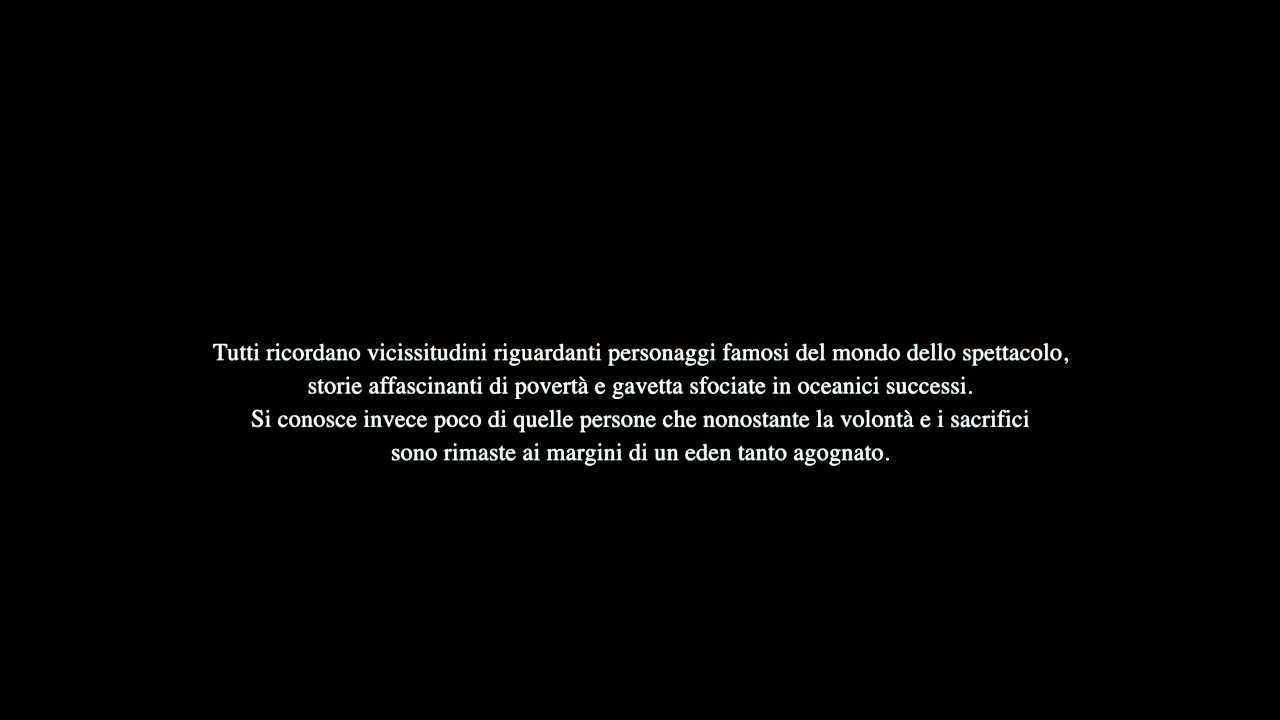 Tutti ricordano vicissitudini riguardanti personaggi famosi del mondo dello spettacolo,
storie affascinanti di povertà e gavetta sfociate in oceanici successi.
Si conosce invece poco di quelle persone che nonostante la volontà e i sacrifici
sono rimaste ai margini di un eden tanto agognato.